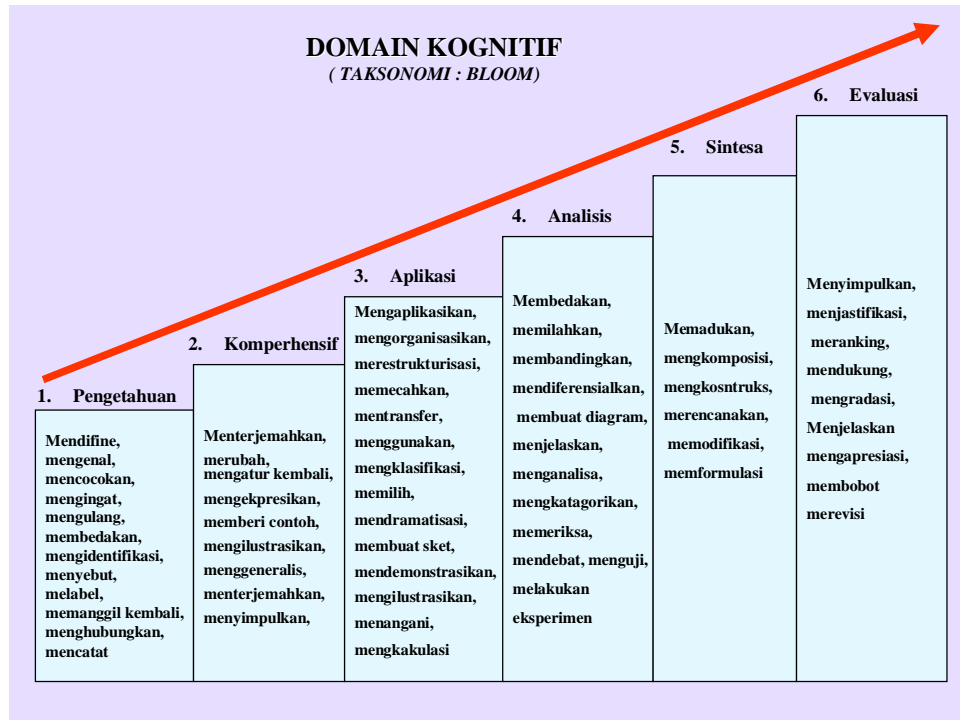 DOMAIN KOGNITIF
( TAKSONOMI : BLOOM)
1. Pengetahuan
Mendifine,
mengenal,
mencocokan,
mengingat,
mengulang,
membedakan,
mengidentifikasi,
menyebut,
melabel,
memanggil kembali,
menghubungkan,
mencatat
2. Komperhensif
Menterjemahkan,
merubah,
mengatur kembali,
mengekpresikan,
memberi contoh,
mengilustrasikan,
menggeneralis,
menterjemahkan,
menyimpulkan,
3. Aplikasi
Mengaplikasikan,
mengorganisasikan,
merestrukturisasi,
memecahkan,
mentransfer,
menggunakan,
mengklasifikasi,
memilih,
mendramatisasi,
membuat sket,
mendemonstrasikan,
mengilustrasikan,
menangani,
mengkakulasi
4. Analisis
Membedakan,
memilahkan,
membandingkan,
mendiferensialkan,
membuat diagram,
menjelaskan,
menganalisa,
mengkatagorikan,
memeriksa,
mendebat, menguji,
melakukan
eksperimen
5. Sintesa
Memadukan,
mengkomposisi,
mengkosntruks,
merencanakan,
memodifikasi,
memformulasi
6. Evaluasi
Menyimpulkan,
menjastifikasi,
meranking,
mendukung,
mengradasi,
Menjelaskan
mengapresiasi,
membobot
merevisi